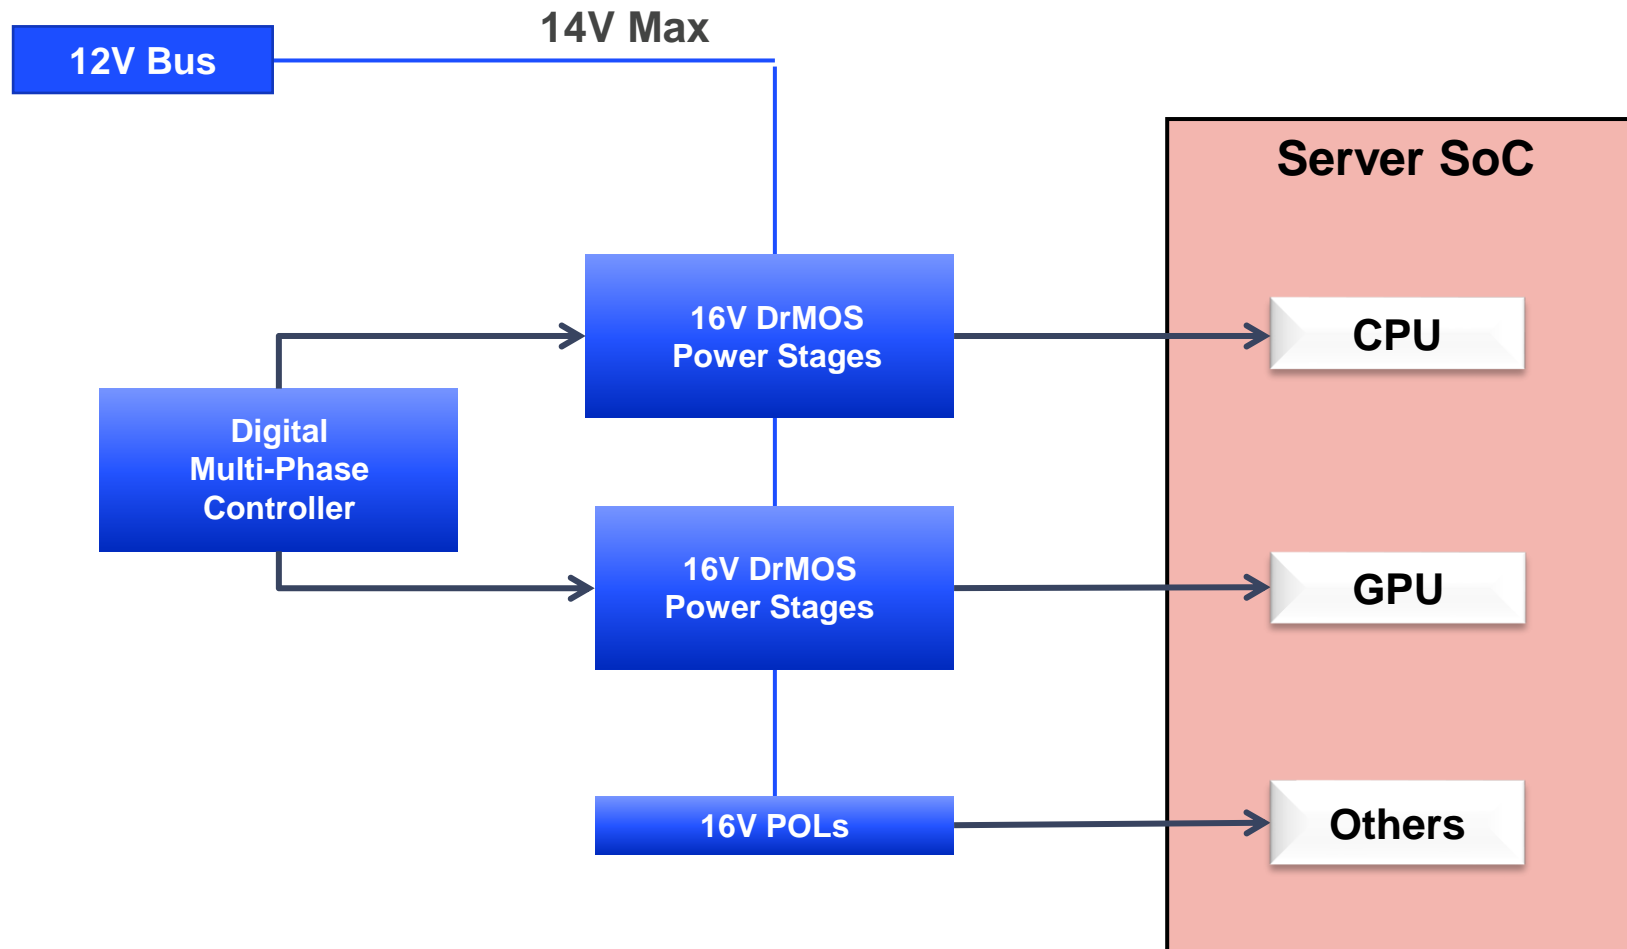 14V Max
12V Bus
Server SoC
16V DrMOS
Power Stages
CPU
Digital
Multi-Phase
Controller
16V DrMOS
Power Stages
GPU
16V POLs
Others